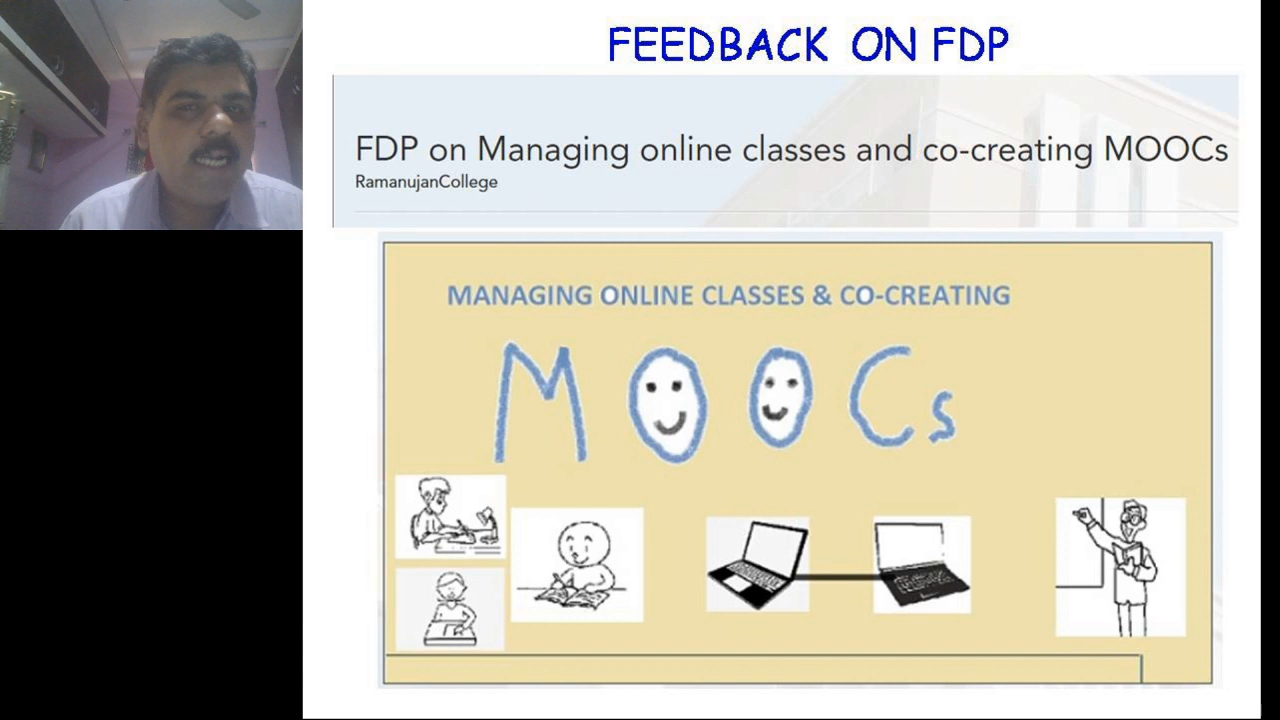 FEEDBACK ON FDP
FDP on Managing online classes and co-creating MOOCs
RamanujanCollege
MANAGING ONLINE CLASSES & CO-CREATING
MOOCs